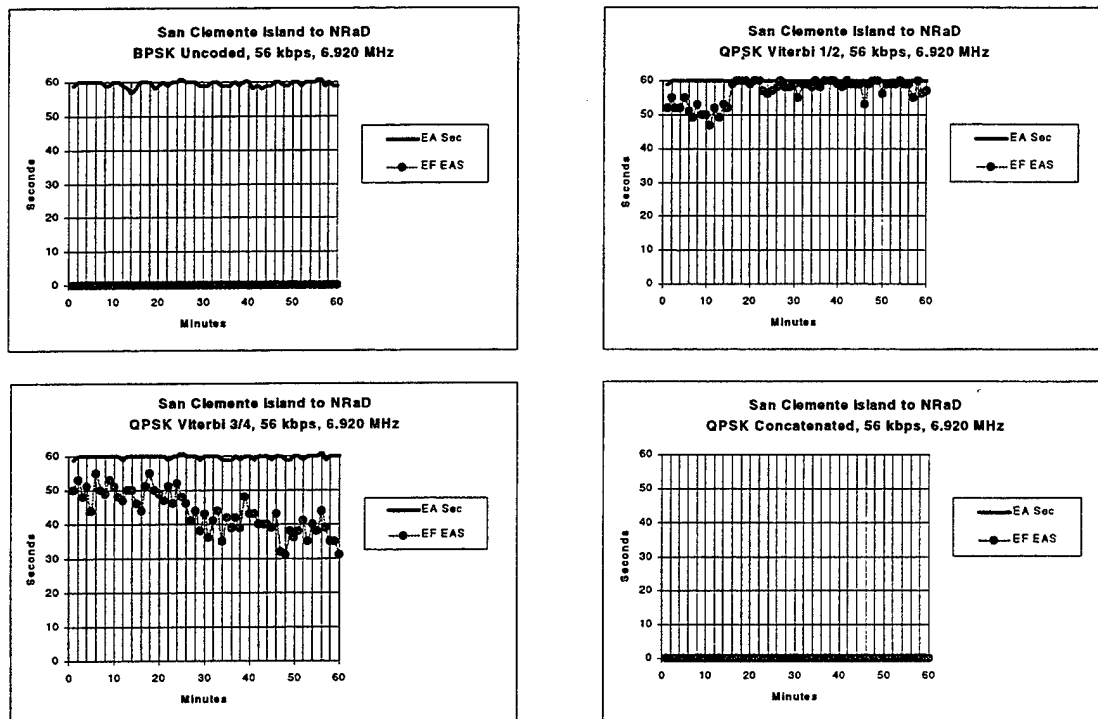 San Clemente Island to NRaD
BPSK Uncoded, 56 kbps, 6.920 MHz
60
50
40
30
20
10
0
Seconds
0 10 20 30 40 50 60
Minutes
EA Sec
EF EAS
San Clemente Island to NRaD
QPSK Viterbi 1/2, 56 kbps, 6.920 MHz
60
50
40
30
20
10
0
Seconds
0 10 20 30 40 50 60
Minutes
EA Sec
EF EAS
San Clemente Island to NRaD
QPSK Viterbi 3/4, 56 kbps, 6.920 MHz
60
50
40
30
20
10
0
Seconds
0 10 20 30 40 50 60
Minutes
EA Sec
EF EAS
San Clemente Island to NRaD
QPSK Concatenated, 56 kbps, 6.920 MHz
60
50
40
30
20
10
0
Seconds
0 10 20 30 40 50 60
Minutes
EA Sec
EF EAS